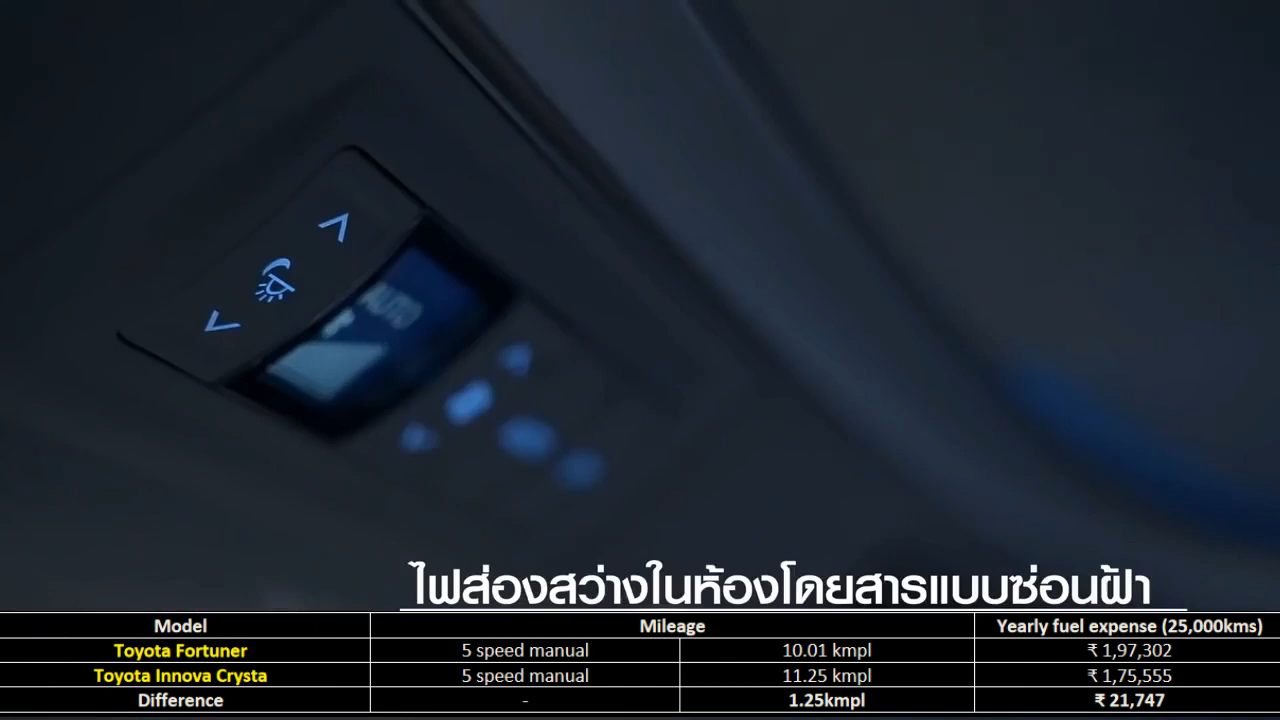 AUTO
ไฟส่องสว่างในห้องโดยสารแบบซ่อนฝ้า
Model Mileage Yearly fuel expense (25,000kms)
Toyota Fortuner 5 speed manual 10.01 kmpl ₹ 1,97,302
Toyota Innova Crysta 5 speed manual 11.25 kmpl ₹ 1,75,555
Difference - 1.25kmpl ₹ 21,747